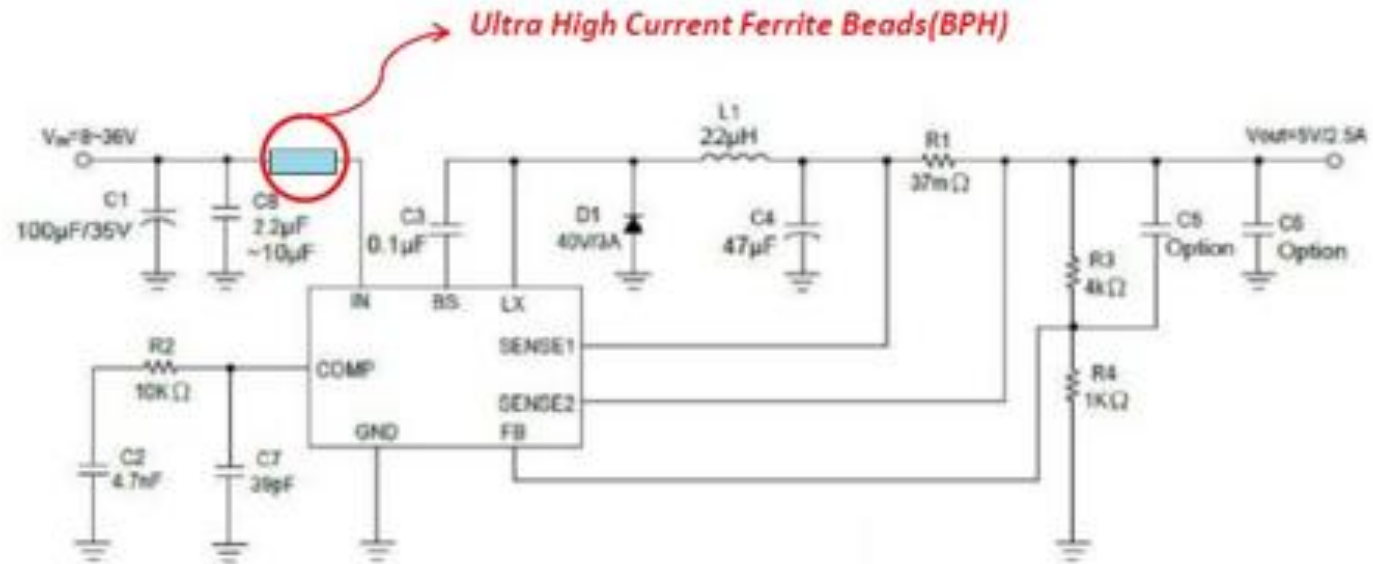 Ultra High Current Ferrite Beads(BPH)
L1
22µH
R1
37mΩ
VIN=8~36V
Vout=5V/2.5A
C1
100µF/35V
C8
2.2µF
~10µF
C3
0.1µF
D1
40V/3A
C4
47µF
C5
Option
C6
Option
R3
4kΩ
IN
BS
LX
SENSE1
R2
10KΩ
COMP
SENSE2
R4
1KΩ
GND
FB
C2
4.7nF
C7